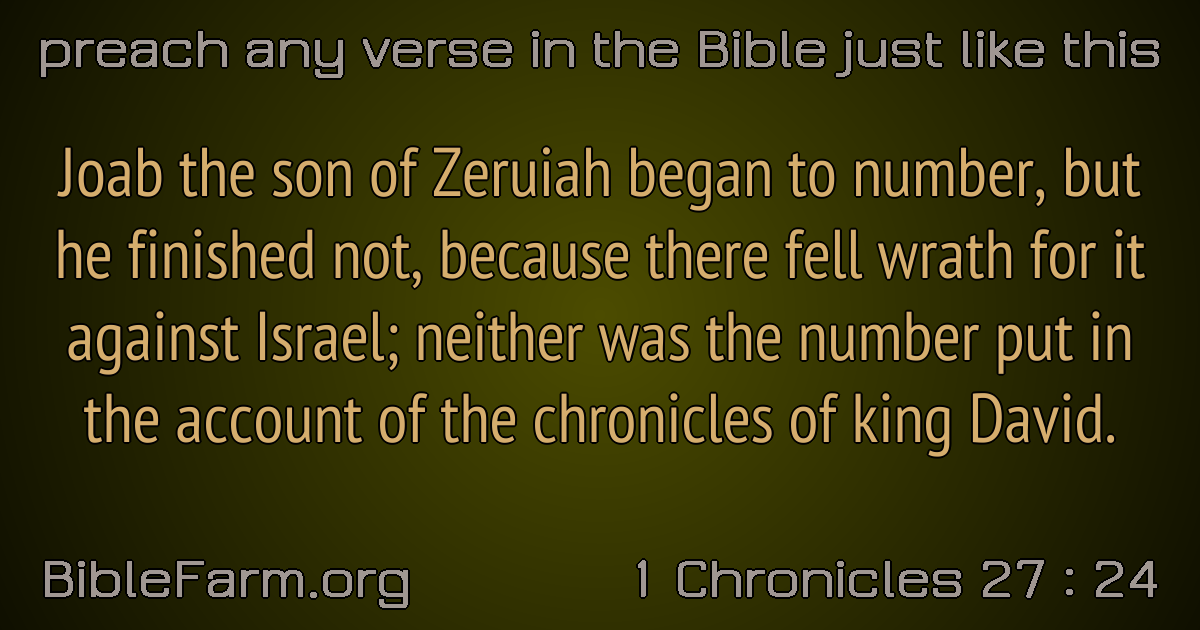 preach any verse in the Bible just like this
Joab the son of Zeruiah began to number, but
he finished not, because there fell wrath for it
against Israel; neither was the number put in
the account of the chronicles of king David.
BibleFarm.org
1 Chronicles 27 : 24